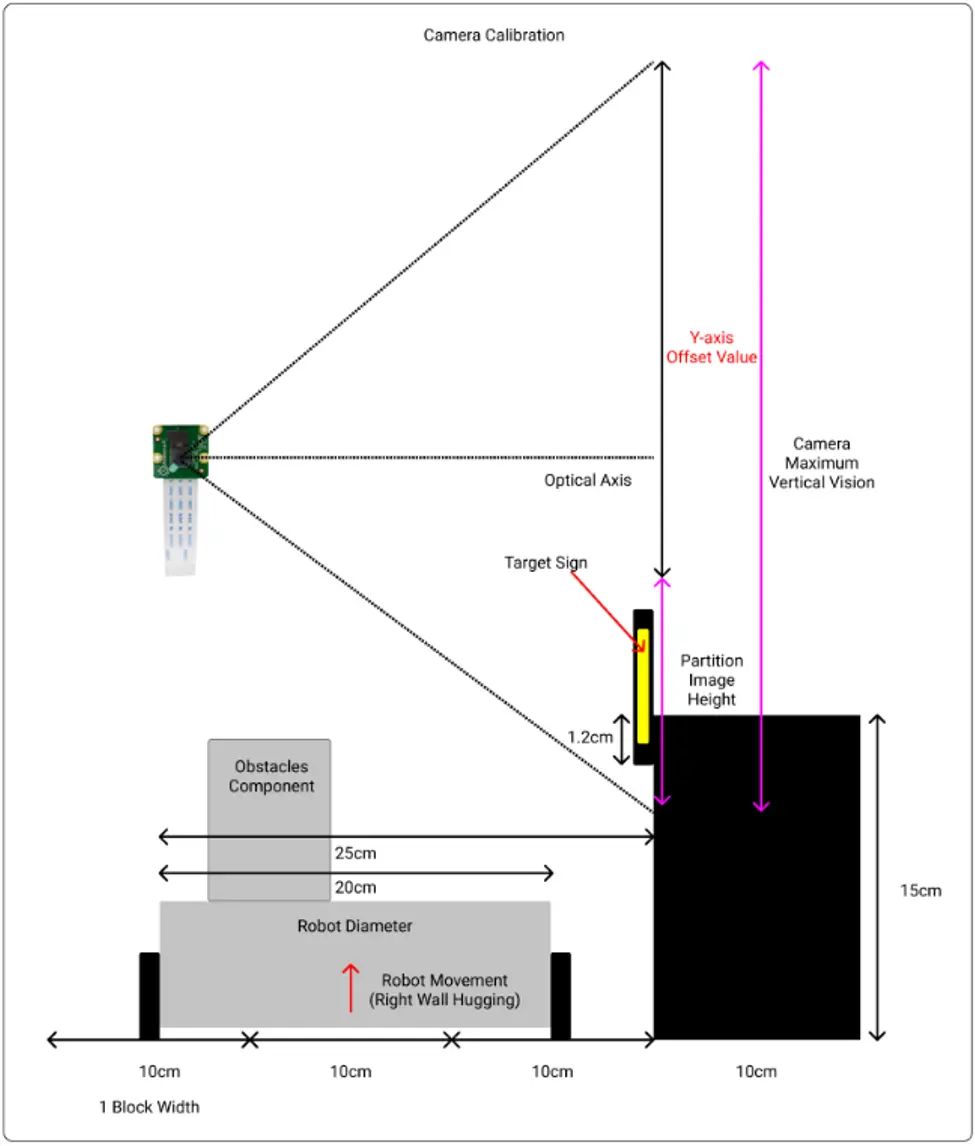 Camera Calibration
Y-axis
Offset Value
Camera
Maximum
Vertical Vision
Optical Axis
Target Sign
Partition
Image
Height
1.2cm
Obstacles
Component
25cm
20cm
15cm
Robot Diameter
Robot Movement
(Right Wall Hugging)
10cm
10cm
10cm
10cm
1 Block Width